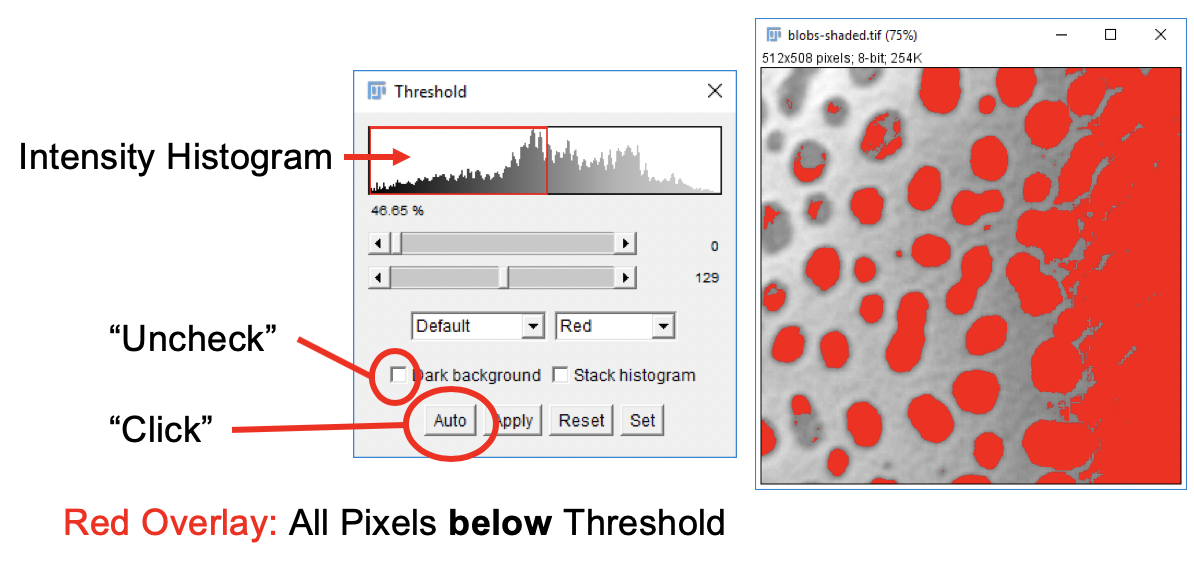 blobs-shaded.tif (75%)
512x508 pixels; 8-bit; 254K
Threshold
Intensity Histogram
46.65 %
0
129
Default Red
“Uncheck”
Dark background Stack histogram
“Click”
Auto Apply Reset Set
Red Overlay: All Pixels below Threshold